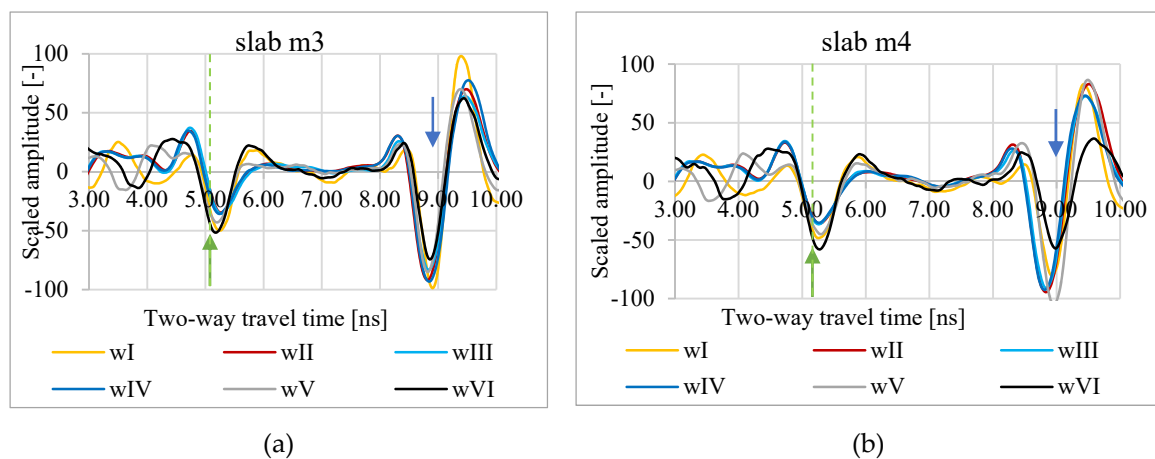 slab m3
Scaled amplitude [-]
100
50
0
-50
-100
3.00 4.00 5.00 6.00 7.00 8.00 9.00 10.00
Two-way travel time [ns]
wI wII wIII
wIV wV wVI
(a)
slab m4
Scaled amplitude [-]
100
50
0
-50
-100
3.00 4.00 5.00 6.00 7.00 8.00 9.00 10.00
Two-way travel time [ns]
wI wII wIII
wIV wV wVI
(b)